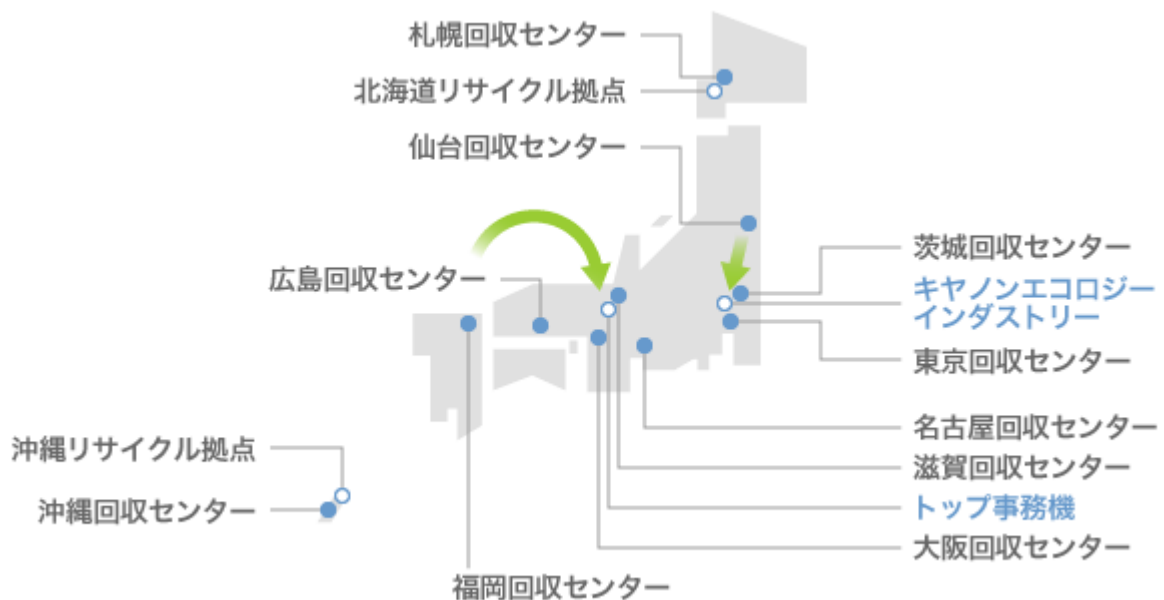 札幌回収センター
北海道リサイクル拠点
仙台回収センター
広島回収センター
茨城回収センター
キヤノンエコロジー
インダストリー
東京回収センター
名古屋回収センター
滋賀回収センター
トップ事務機
大阪回収センター
沖縄リサイクル拠点
沖縄回収センター
福岡回収センター